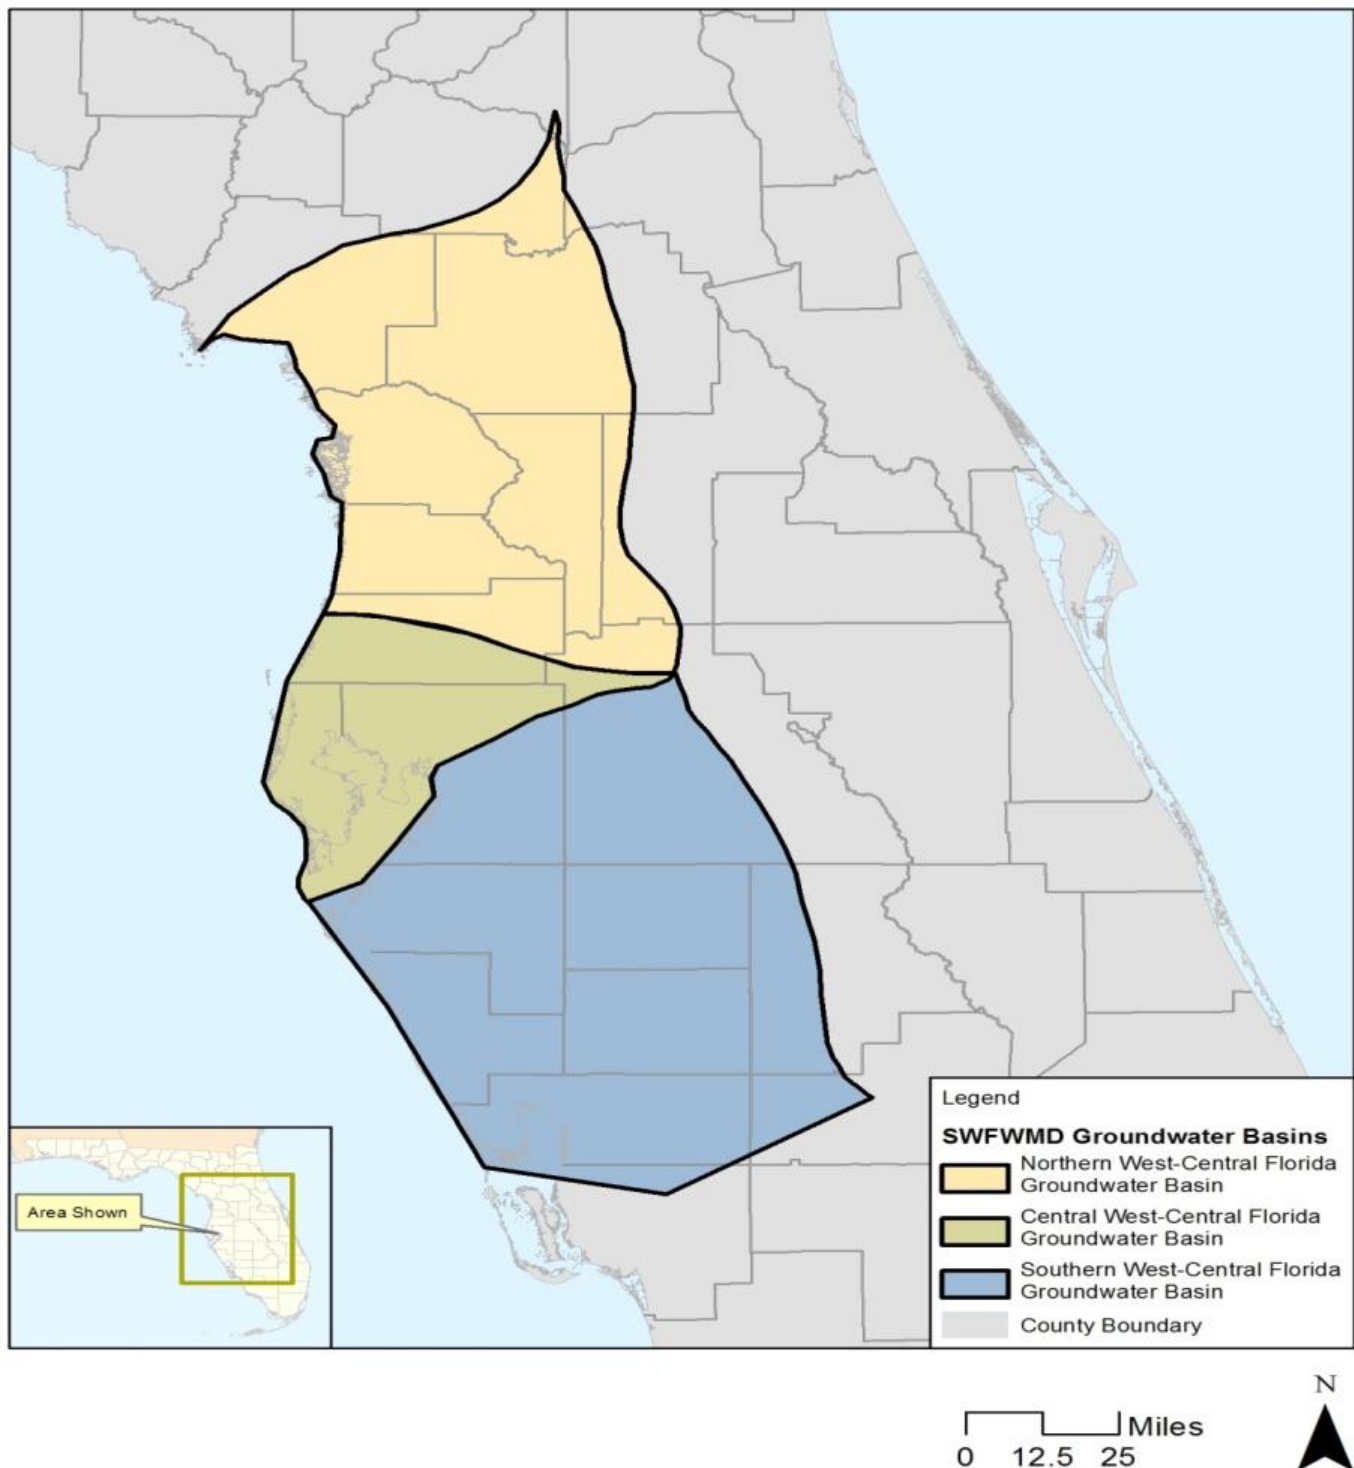 Area Shown
Legend
SWFWMD Groundwater Basins
Northern West-Central Florida
Groundwater Basin
Central West-Central Florida
Groundwater Basin
Southern West-Central Florida
Groundwater Basin
County Boundary
N
Miles
0 12.5 25